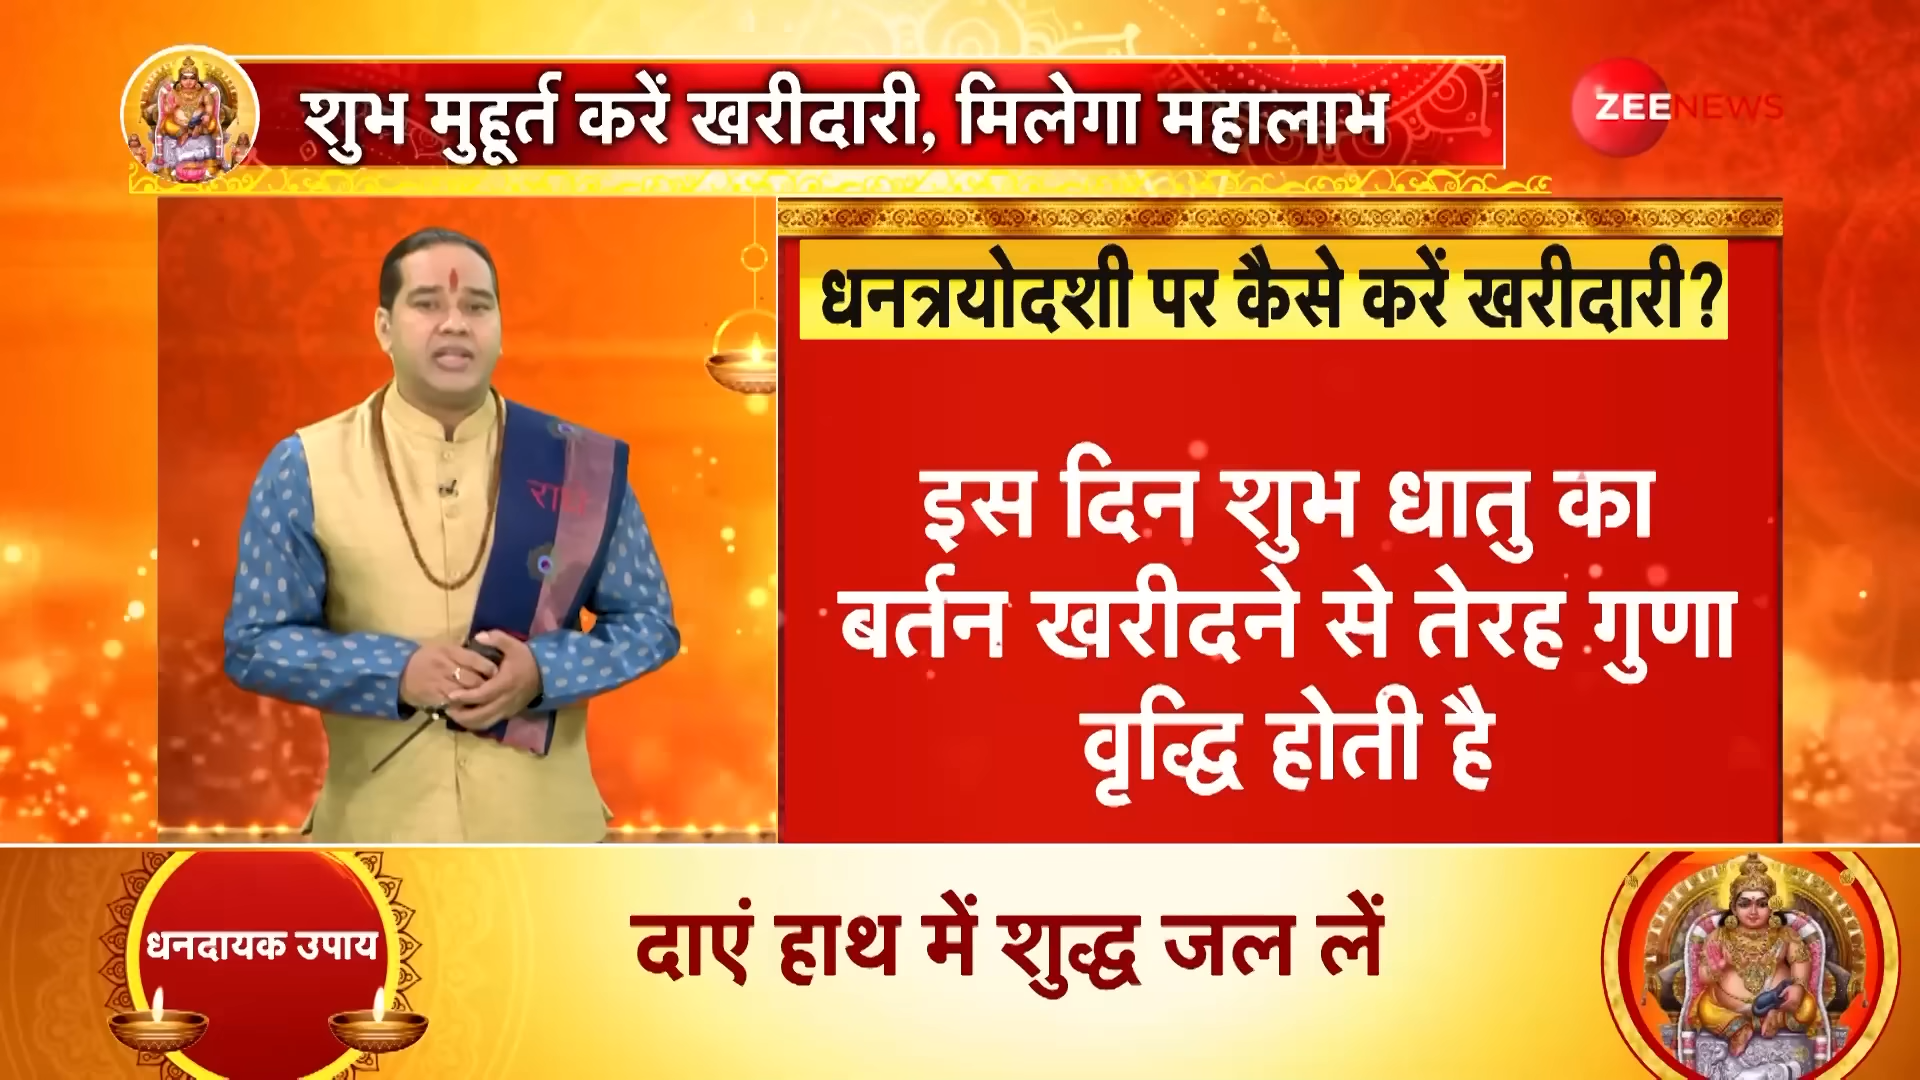 शुभ मुहूर्त करें खरीदारी, मिलेगा महालाभ
ZEENEWS
धनत्रयोदशी पर कैसे करें खरीदारी?
इस दिन शुभ धातु का
बर्तन खरीदने से तेरह गुणा
वृद्धि होती है
धनदायक उपाय
दाएं हाथ में शुद्ध जल लें